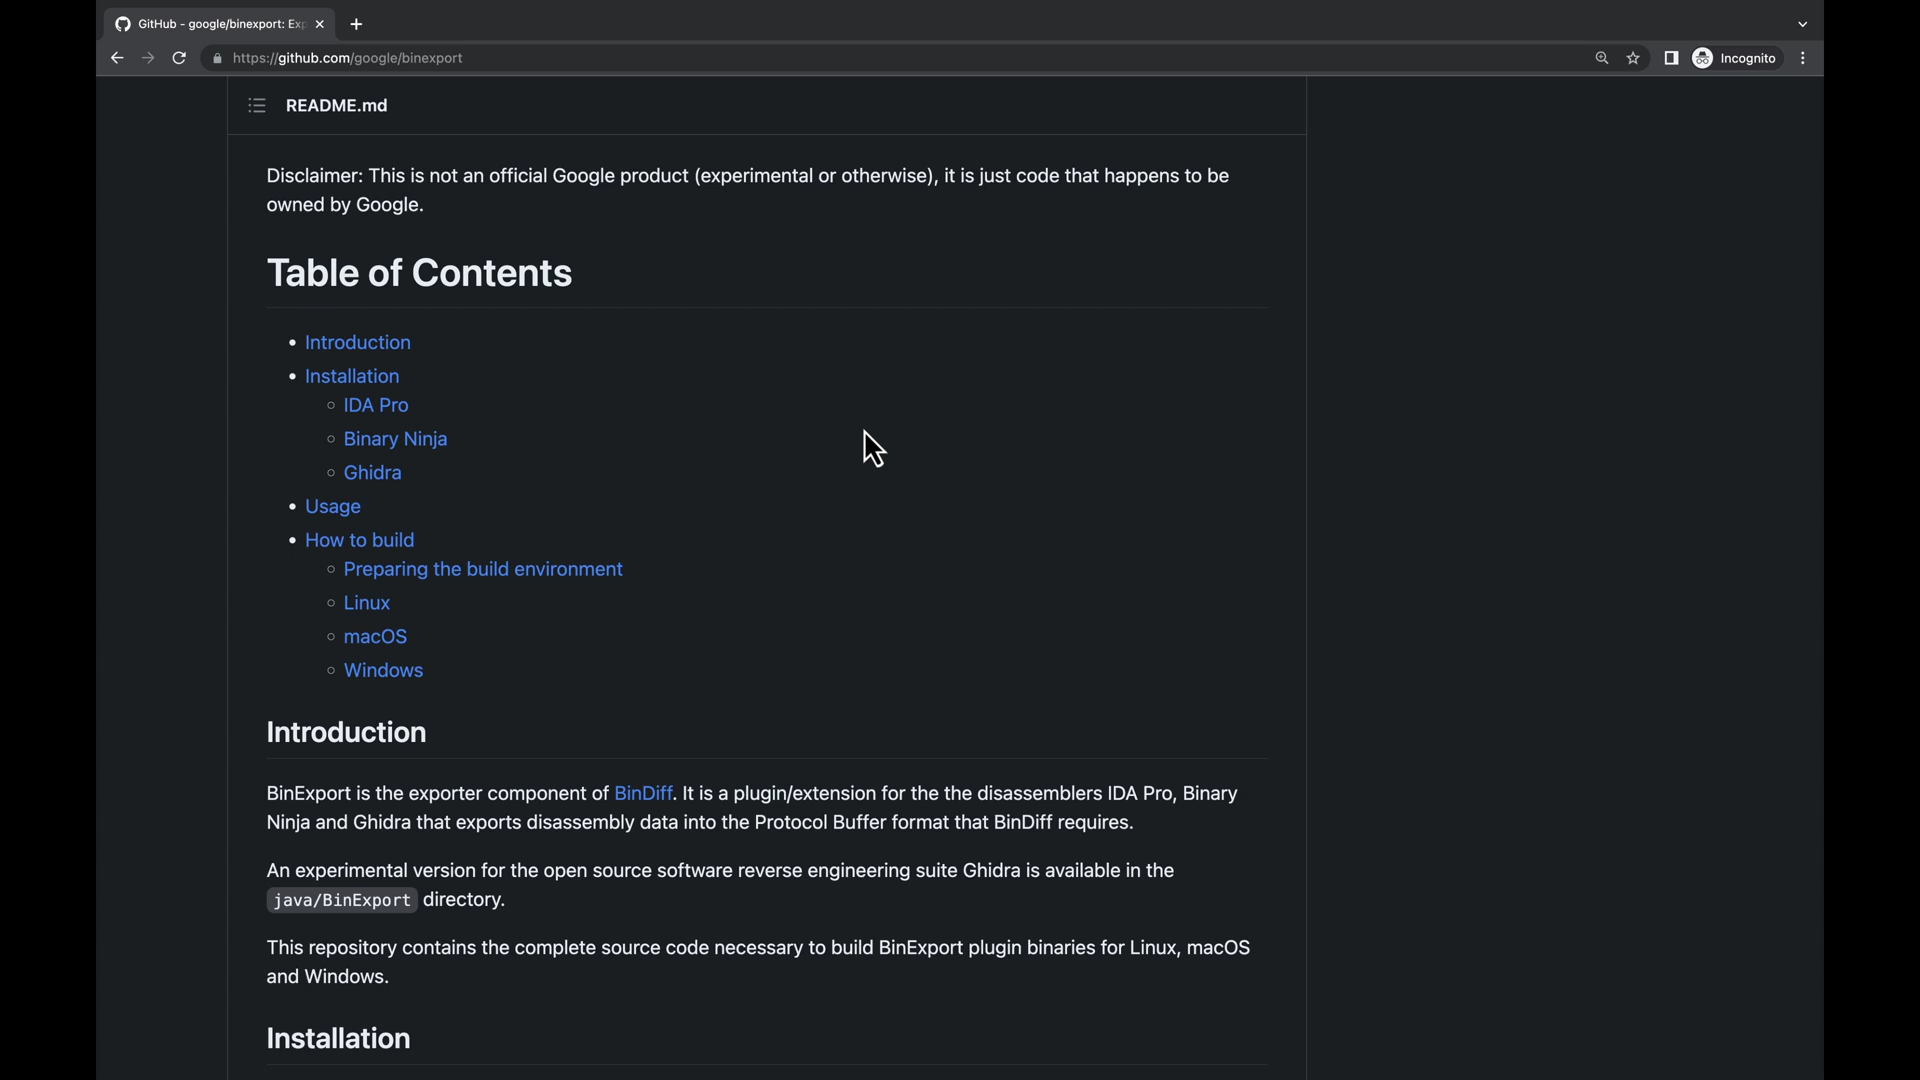 GitHub - google/binexport: Exp
https://github.com/google/binexport
Incognito
README.md
Disclaimer: This is not an official Google product (experimental or otherwise), it is just code that happens to be
owned by Google.
Table of Contents
Introduction
Installation
IDA Pro
Binary Ninja
Ghidra
Usage
How to build
Preparing the build environment
Linux
macOS
Windows
Introduction
BinExport is the exporter component of BinDiff. It is a plugin/extension for the the disassemblers IDA Pro, Binary
Ninja and Ghidra that exports disassembly data into the Protocol Buffer format that BinDiff requires.
An experimental version for the open source software reverse engineering suite Ghidra is available in the
java/BinExport directory.
This repository contains the complete source code necessary to build BinExport plugin binaries for Linux, macOS
and Windows.
Installation